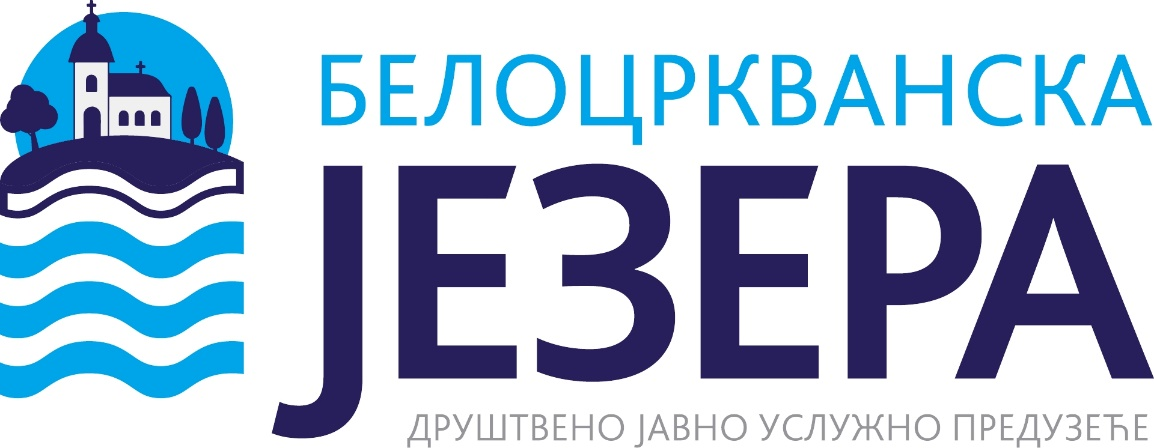 БЕЛОЦРКВАНСКА
ЈЕЗЕРА
ДРУШТВЕНО ЈАВНО УСЛУЖНО ПРЕДУЗЕЋЕ